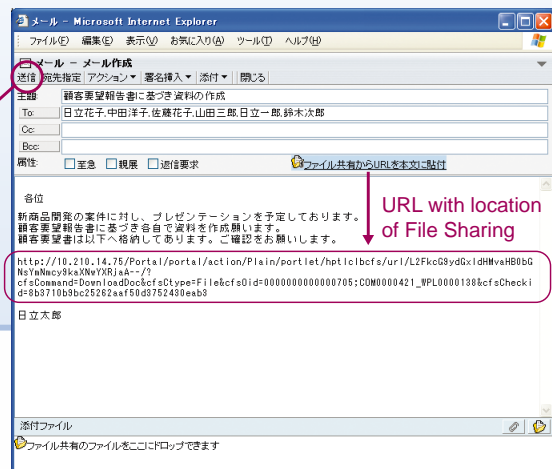 メール - Microsoft Internet Explorer
ファイル(F) 編集(E) 表示(V) お気に入り(A) ツール(T) ヘルプ(H)
メール － メール作成
送信 宛先指定 アクション▼ 署名挿入▼ 添付▼ 閉じる
主題: 顧客要望報告書に基づき資料の作成
To: 日立花子,中田洋子,佐藤花子,山田三郎,日立一郎,鈴木次郎
Cc:
Bcc:
属性: 至急 親展 返信要求 ファイル共有からURLを本文に貼付
各位
新商品開発の案件に対し、プレゼンテーションを予定しております。
顧客要望報告書に基づき各自で資料を作成願います。
顧客要望書は以下へ格納してあります。ご確認をお願いします。
URL with location
of File Sharing
http://10.210.14.75/Portal/portal/action/Plain/portlet/hptlclbcfs/url/L2FkcG9ydGxldHMvaHB0bG
NsYmNmcy9kaXNwYXRjaA--/?
cfsCommand=DownloadDoc&cfsCtype=File&cfsOid=0000000000000705;COM0000421_WPL0000138&cfsChecki
d=8b3710b9bc25262aaf50d3752430eab3
日立太郎
添付ファイル
ファイル共有のファイルをここにドロップできます